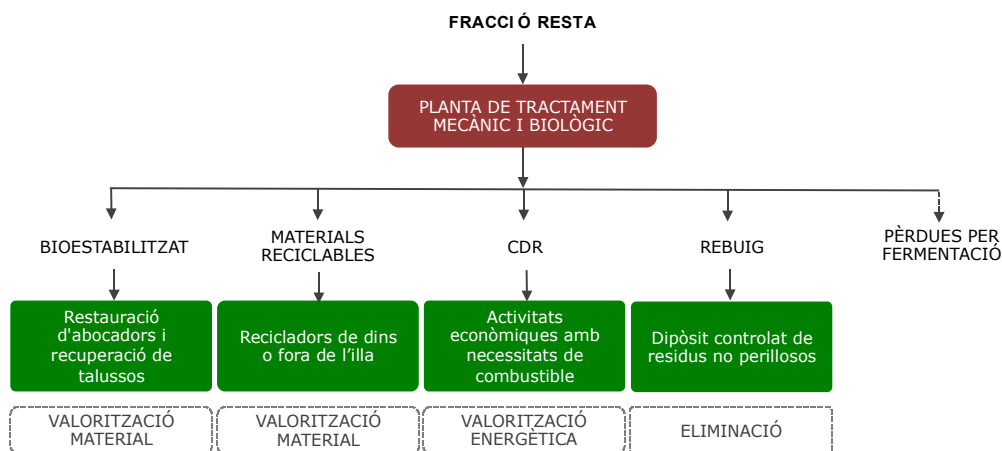 FRACCIÓ RESTA
PLANTA DE TRACTAMENT
MECÀNIC I BIOLÒGIC
BIOESTABILITZAT
MATERIALS
RECICLABLES
CDR
REBUIG
PÈRDUES PER
FERMENTACIÓ
Restauració
d'abocadors i
recuperació de
talussos
Recicladors de dins
o fora de l’illa
Activitats
econòmiques amb
necessitats de
combustible
Dipòsit controlat de
residus no perillosos
VALORITZACIÓ
MATERIAL
VALORITZACIÓ
MATERIAL
VALORITZACIÓ
ENERGÈTICA
ELIMINACIÓ